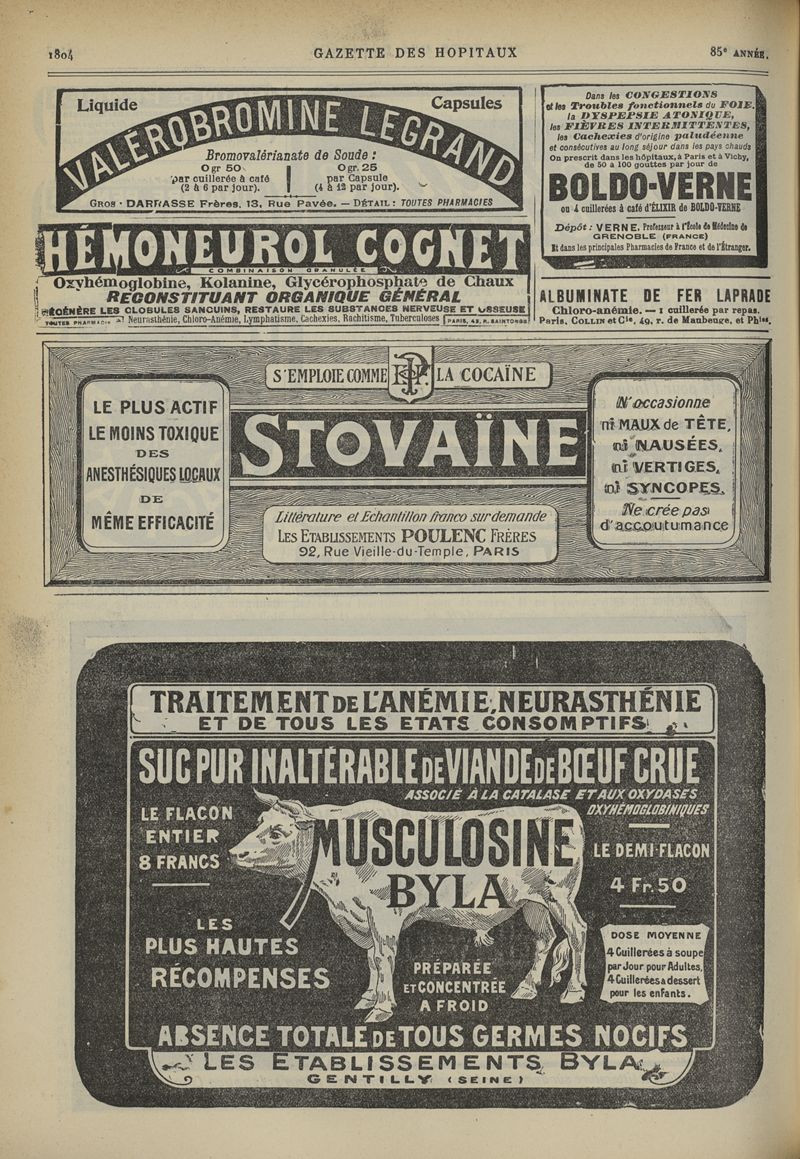 1804
GAZETTE DES HOPITAUX
85e ANNÉE.
Liquide
Capsules
VALÉROBROMINE LEGRAND
Bromovalérianate de Soude :
0 gr 50
par cuillerée à café
(2 à 6 par jour).
0 gr. 25
par Capsule
(4 à 12 par jour).
GROS · DARRASSE Frères, 13, Rue Pavée. — DÉTAIL : TOUTES PHARMACIES
Dans les CONGESTIONS
et les Troubles fonctionnels du FOIE,
la DYSPEPSIE ATONIQUE,
les FIÈVRES INTERMITTENTES,
les Cachexies d'origine paludéenne
et consécutives au long séjour dans les pays chauds
On prescrit dans les hôpitaux, à Paris et à Vichy,
de 50 à 100 gouttes par jour de
BOLDO-VERNE
ou 4 cuillerées à café d'ÉLIXIR de BOLDO-VERNE
Dépôt : VERNE, Professeur à l'École de Médecine de
GRENOBLE (FRANCE)
Et dans les principales Pharmacies de France et de l'Étranger.
HÉMONEUROL COGNET
COMBINAISON GRANULÉE
Oxyhémoglobine, Kolanine, Glycérophosphate de Chaux
RECONSTITUANT ORGANIQUE GÉNÉRAL
RÉGÉNÈRE LES GLOBULES SANGUINS, RESTAURE LES SUBSTANCES NERVEUSE ET OSSEUSE
TOUTES PHARMACIES Neurasthénie, Chloro-Anémie, Lymphatisme, Cachexies, Rachitisme, Tuberculoses PARIS, 43, R. SAINTONGE
ALBUMINATE DE FER LAPRADE
Chloro-anémie. — 1 cuillerée par repas.
Paris, COLLIN et Cie, 49, r. de Maubeuge, et Phies.
S'EMPLOIE COMME PF LA COCAÏNE
LE PLUS ACTIF
LE MOINS TOXIQUE
DES
ANESTHÉSIQUES LOCAUX
DE
MÊME EFFICACITÉ
STOVAÏNE
N'occasionne
ni MAUX de TÊTE,
ni NAUSÉES,
ni VERTIGES,
ni SYNCOPES.
Ne crée pas
d'accoutumance
Littérature et Echantillon franco sur demande
LES ETABLISSEMENTS POULENC FRÈRES
92, Rue Vieille-du-Temple, PARIS
TRAITEMENT DE L'ANÉMIE, NEURASTHÉNIE
ET DE TOUS LES ETATS CONSOMPTIFS
SUC PUR INALTÉRABLE DE VIANDE DE BŒUF CRUE
ASSOCIÉ À LA CATALASE ET AUX OXYDASES
OXYHÉMOGLOBINIQUES
LE FLACON
ENTIER
8 FRANCS
MUSCULOSINE
BYLA
LE DEMI-FLACON
4 Fr. 50
LES
PLUS HAUTES
RÉCOMPENSES
PRÉPARÉE
ET CONCENTRÉE
A FROID
DOSE MOYENNE
4 Cuillerées à soupe
par Jour pour Adultes,
4 Cuillerées à dessert
pour les enfants.
ABSENCE TOTALE DE TOUS GERMES NOCIFS
LES ETABLISSEMENTS BYLA
GENTILLY (SEINE)